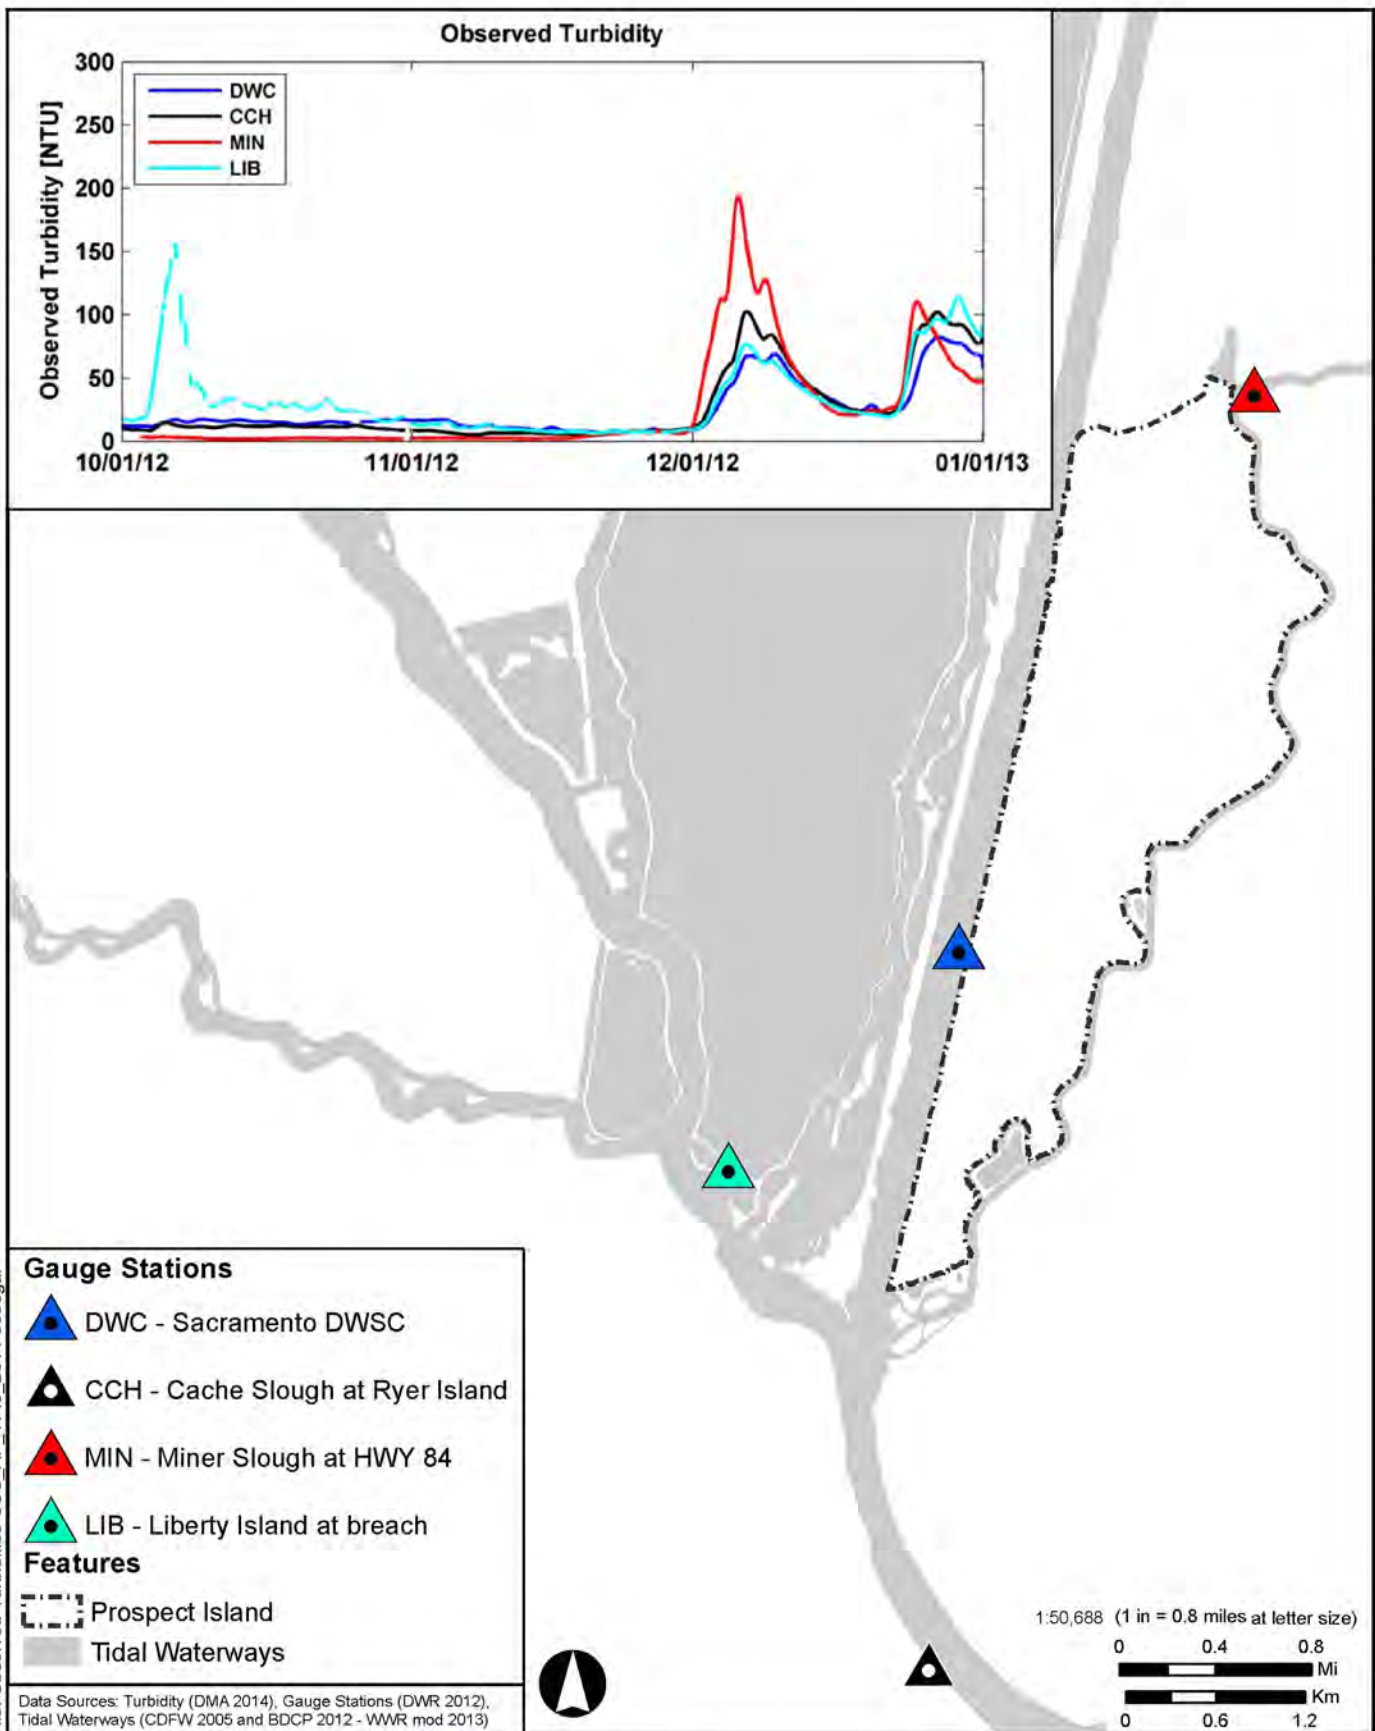 Observed Turbidity
Observed Turbidity [NTU]
300
250
200
150
100
50
0
DWC
CCH
MIN
LIB
10/01/12 11/01/12 12/01/12 01/01/13
Gauge Stations
DWC - Sacramento DWSC
CCH - Cache Slough at Ryer Island
MIN - Miner Slough at HWY 84
LIB - Liberty Island at breach
Features
Prospect Island
Tidal Waterways
Data Sources: Turbidity (DMA 2014), Gauge Stations (DWR 2012),
Tidal Waterways (CDFW 2005 and BDCP 2012 - WWR mod 2013)
1:50,688 (1 in = 0.8 miles at letter size)
0 0.4 0.8
Mi
Km
0 0.6 1.2